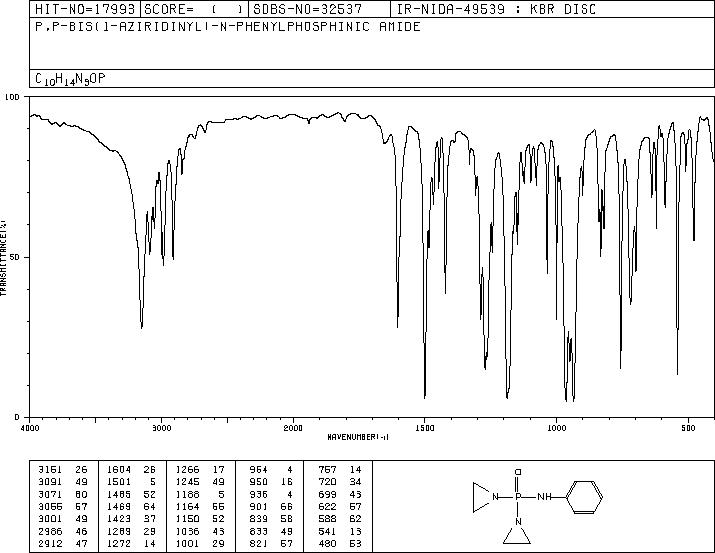 HIT-NO=17993 SCORE= ( ) SDBS-NO=32537 IR-NIDA-49539 : KBR DISC
P,P-BIS(1-AZIRIDINYL)-N-PHENYLPHOSPHINIC AMIDE
C10H14N3OP
100
TRANSMITTANCE(%)
50
0
4000 3000 2000 1500 1000 500
WAVENUMBER(-1)
3151 26 1604 26 1266 17 964 4 757 14
3091 49 1501 5 1245 49 950 16 720 34
3071 60 1485 52 1188 5 936 4 699 43
3055 57 1469 64 1164 55 901 66 622 57
3001 49 1423 37 1150 52 839 58 588 62
2986 46 1289 29 1036 43 833 49 541 13
2912 47 1272 14 1001 29 821 57 480 53
O
N P NH
N